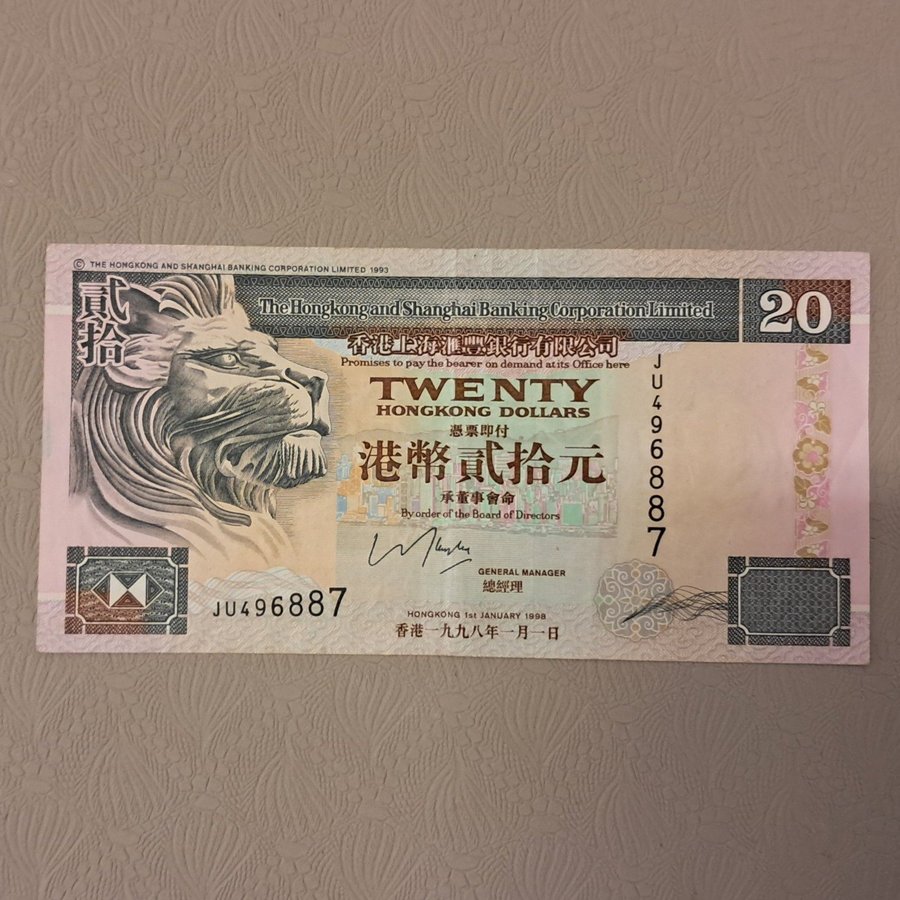 © THE HONGKONG AND SHANGHAI BANKING CORPORATION LIMITED 1993
貳拾
The Hongkong and Shanghai Banking Corporation Limited
20
香港上海滙豐銀行有限公司
Promises to pay the bearer on demand at its Office here
JU496887
TWENTY
HONGKONG DOLLARS
憑票即付
港幣貳拾元
承董事會命
By order of the Board of Directors
GENERAL MANAGER
總經理
JU496887
HONGKONG 1st JANUARY 1998
香港一九九八年一月一日